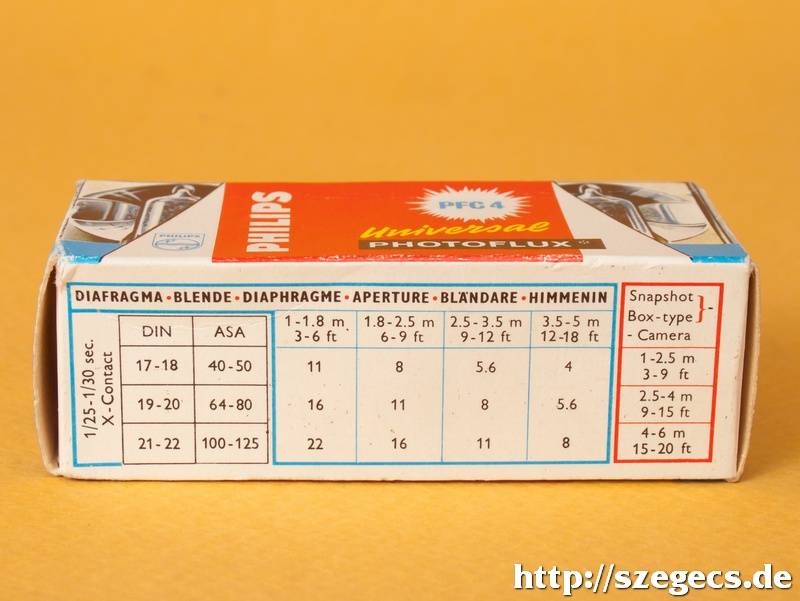 PHILIPS
PHILIPS
PFC 4
Universal
PHOTOFLUX *
DIAFRAGMA • BLENDE • DIAPHRAGME • APERTURE • BLÄNDARE • HIMMENIN
1/25-1/30 sec.
X-Contact
DIN ASA 1-1.8 m 3-6 ft 1.8-2.5 m 6-9 ft 2.5-3.5 m 9-12 ft 3.5-5 m 12-18 ft
17-18 40-50 11 8 5.6 4
19-20 64-80 16 11 8 5.6
21-22 100-125 22 16 11 8
Snapshot
Box-type } -
- Camera
1-2.5 m
3-9 ft
2.5-4 m
9-15 ft
4-6 m
15-20 ft
http://szegecs.de